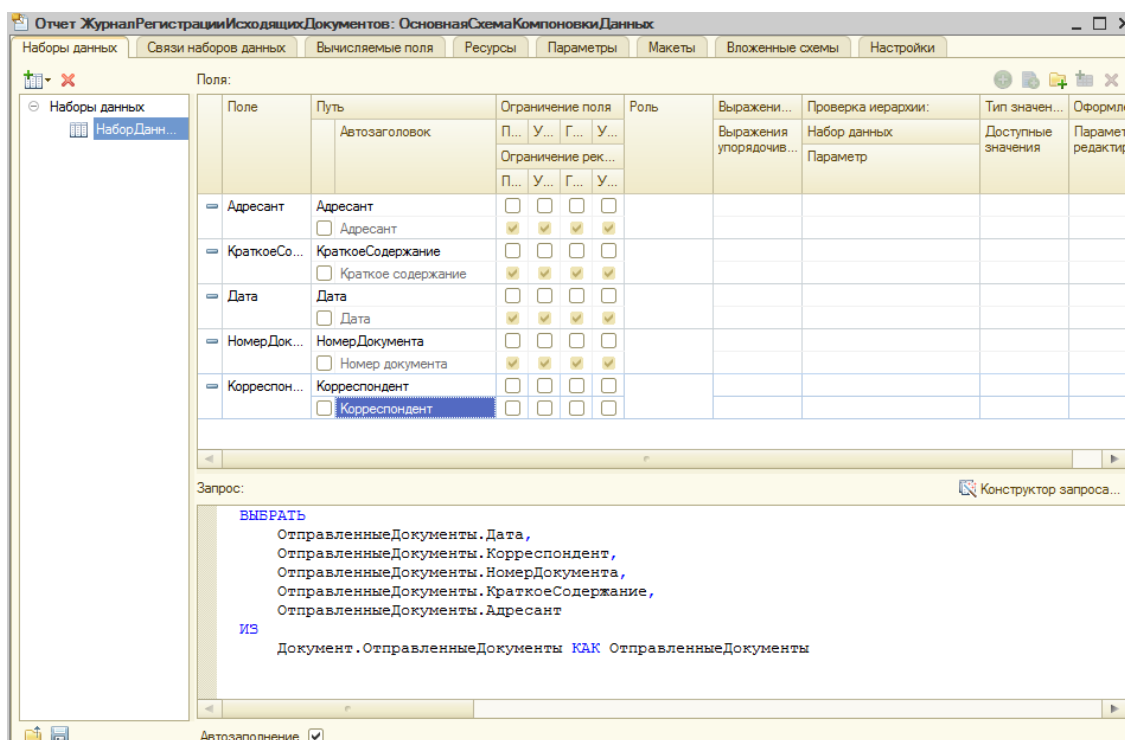 Отчет ЖурналРегистрацииИсходящихДокументов: ОсновнаяСхемаКомпоновкиДанных
Наборы данных Связи наборов данных Вычисляемые поля Ресурсы Параметры Макеты Вложенные схемы Настройки
Поля:
Наборы данных
НаборДанн...
Поле Путь Ограничение поля Роль Выражени... Проверка иерархии: Тип значен... Оформл
Автозаголовок П... У... Г... У... Выражения упорядочив... Набор данных Доступные значения Парамет редактир
Ограничение рек... Параметр
П... У... Г... У...
Адресант Адресант
Адресант
КраткоеСо... КраткоеСодержание
Краткое содержание
Дата Дата
Дата
НомерДок... НомерДокумента
Номер документа
Корреспон... Корреспондент
Корреспондент
Запрос: Конструктор запроса...
ВЫБРАТЬ
ОтправленныеДокументы.Дата,
ОтправленныеДокументы.Корреспондент,
ОтправленныеДокументы.НомерДокумента,
ОтправленныеДокументы.КраткоеСодержание,
ОтправленныеДокументы.Адресант
ИЗ
Документ.ОтправленныеДокументы КАК ОтправленныеДокументы
Автозаполнение